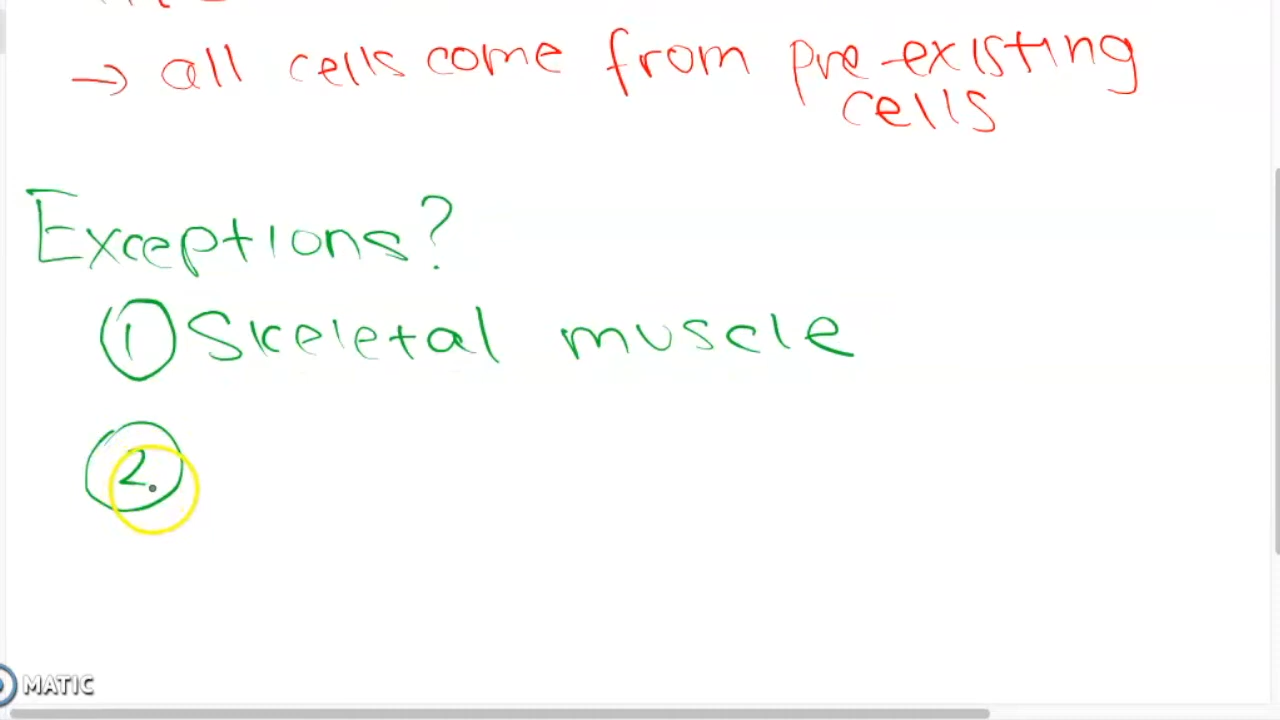 → all cells come from pre-existing
cells
Exceptions?
① Skeletal muscle
②
MATIC